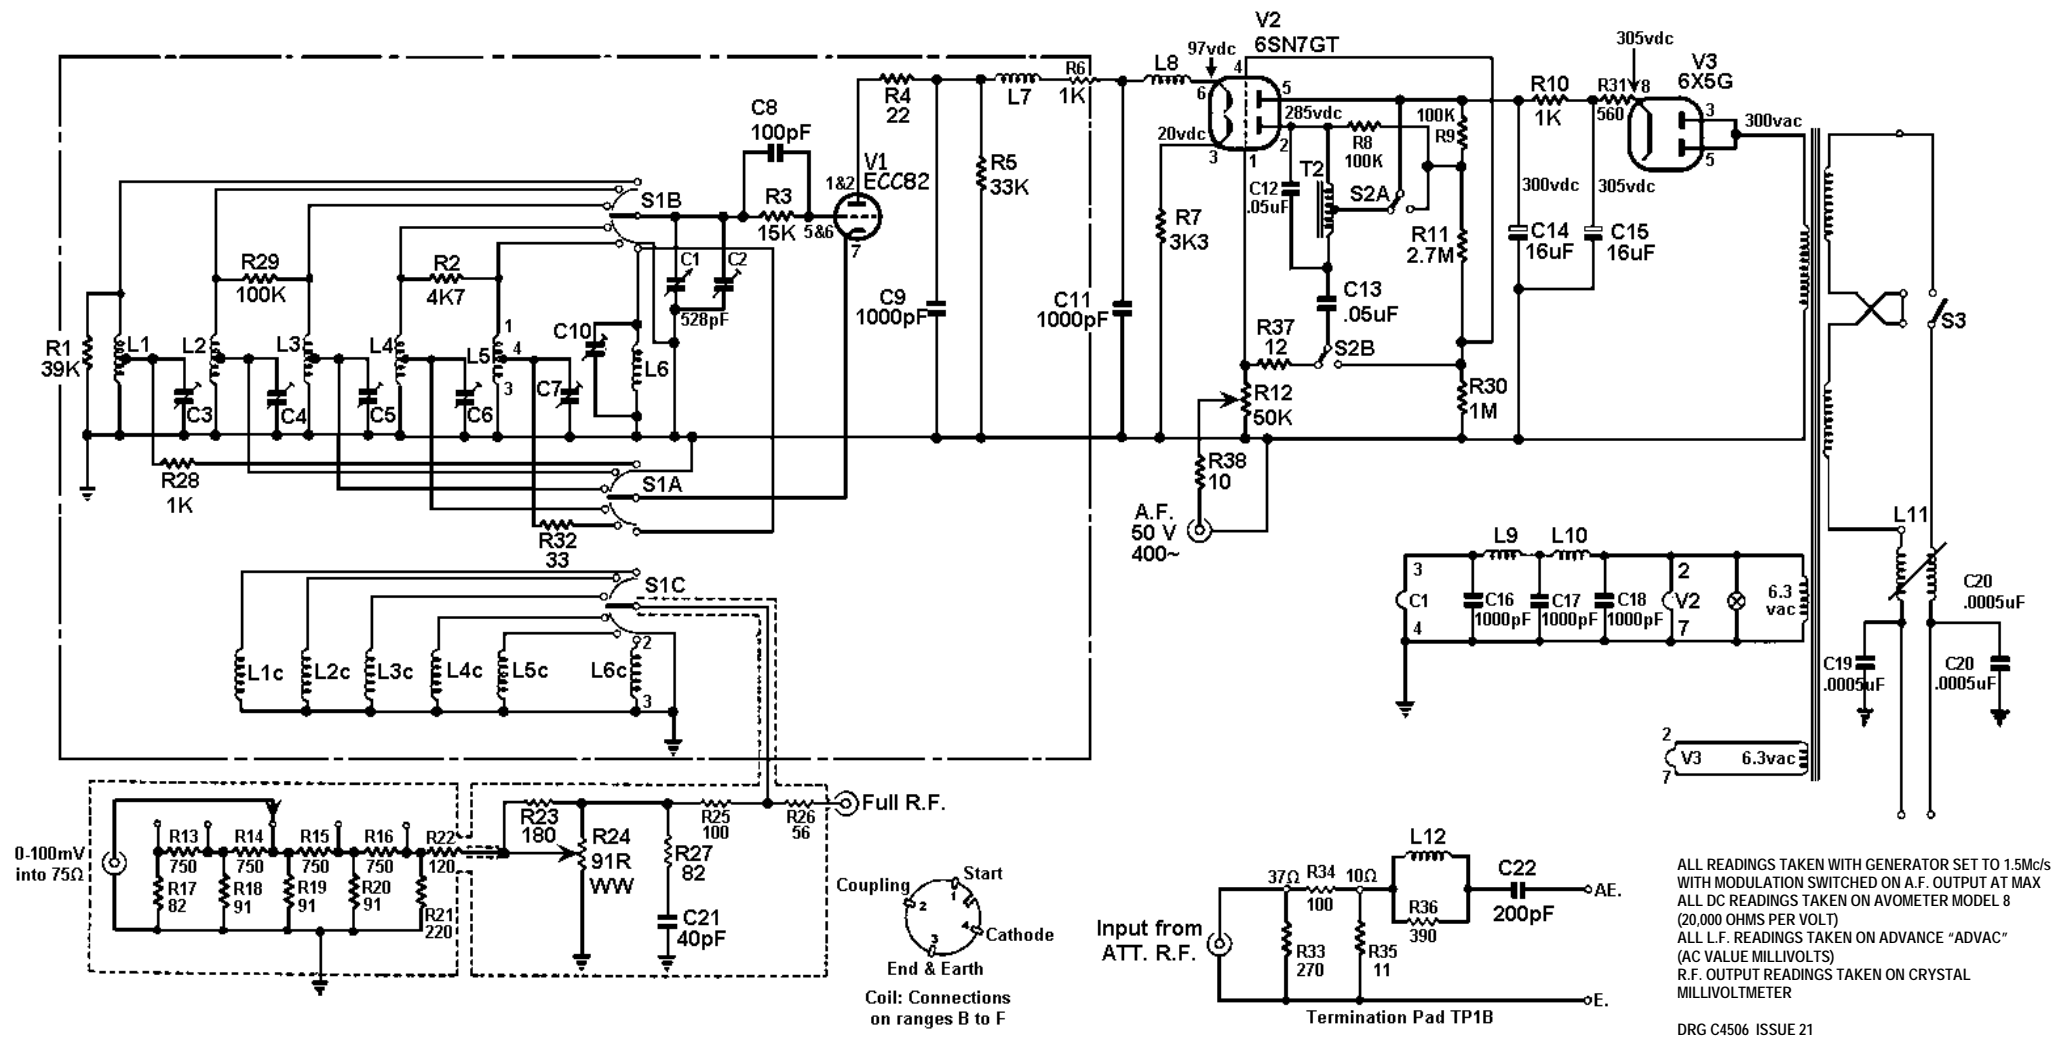 V2
6SN7GT
97vdc
4
6
5
285vdc
20vdc
3
1
2
305vdc
V3
6X5G
R31
8
560
3
5
300vac
R10
1K
100K
R9
R8
100K
T2
S2A
C12
.05uF
R11
2.7M
300vdc
305vdc
C14
16uF
C15
16uF
C13
.05uF
R37
12
S2B
R12
50K
R30
1M
R7
3K3
R38
10
A.F.
50 V
400~
L8
R6
1K
L7
R4
22
R5
33K
C9
1000pF
C11
1000pF
C8
100pF
V1
ECC82
1&2
R3
15K
5&6
7
S1B
C1
C2
528pF
R29
100K
R2
4K7
R1
39K
L1
L2
L3
L4
L5
1
4
3
C10
L6
C3
C4
C5
C6
C7
R28
1K
S1A
R32
33
S1C
L1c
L2c
L3c
L4c
L5c
L6c
2
3
S3
L11
L9
L10
3
C1
4
C16
1000pF
C17
1000pF
C18
1000pF
2
V2
7
6.3
vac
C20
.0005uF
C19
.0005uF
C20
.0005uF
2
V3
7
6.3vac
0-100mV
into 75Ω
R13
750
R14
750
R15
750
R16
750
R22
120
R17
82
R18
91
R19
91
R20
91
R21
220
R23
180
R24
91R
WW
R25
100
R26
56
Full R.F.
R27
82
C21
40pF
Coupling
Start
1
2
3
4
Cathode
End & Earth
Coil: Connections
on ranges B to F
Input from
ATT. R.F.
37Ω
R34
100
10Ω
R33
270
R35
11
L12
R36
390
C22
200pF
AE.
E.
Termination Pad TP1B
ALL READINGS TAKEN WITH GENERATOR SET TO 1.5Mc/s
WITH MODULATION SWITCHED ON A.F. OUTPUT AT MAX
ALL DC READINGS TAKEN ON AVOMETER MODEL 8
(20,000 OHMS PER VOLT)
ALL L.F. READINGS TAKEN ON ADVANCE “ADVAC”
(AC VALUE MILLIVOLTS)
R.F. OUTPUT READINGS TAKEN ON CRYSTAL
MILLIVOLTMETER
DRG C4506 ISSUE 21